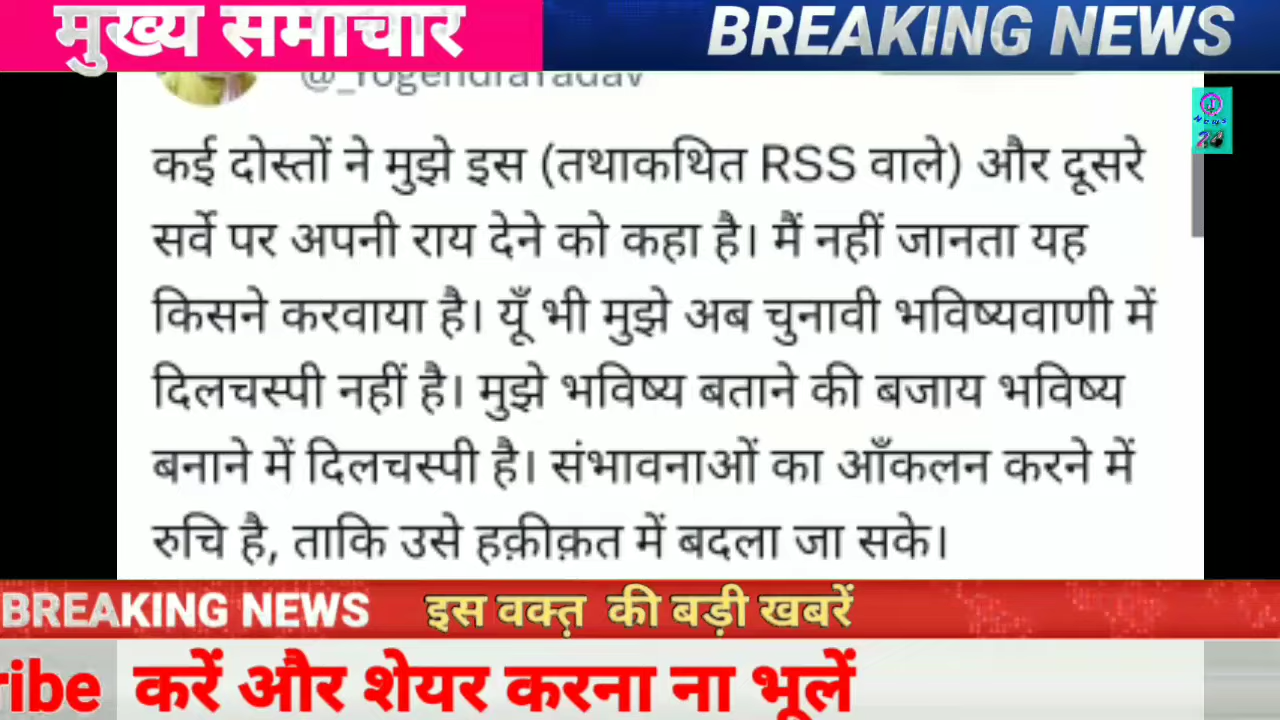 मुख्य समाचार
BREAKING NEWS
@_YogendraYadav
कई दोस्तों ने मुझे इस (तथाकथित RSS वाले) और दूसरे
सर्वे पर अपनी राय देने को कहा है। मैं नहीं जानता यह
किसने करवाया है। यूँ भी मुझे अब चुनावी भविष्यवाणी में
दिलचस्पी नहीं है। मुझे भविष्य बताने की बजाय भविष्य
बनाने में दिलचस्पी है। संभावनाओं का आँकलन करने में
रुचि है, ताकि उसे हक़ीक़त में बदला जा सके।
BREAKING NEWS इस वक्त़ की बड़ी खबरें
ribe करें और शेयर करना ना भूलें